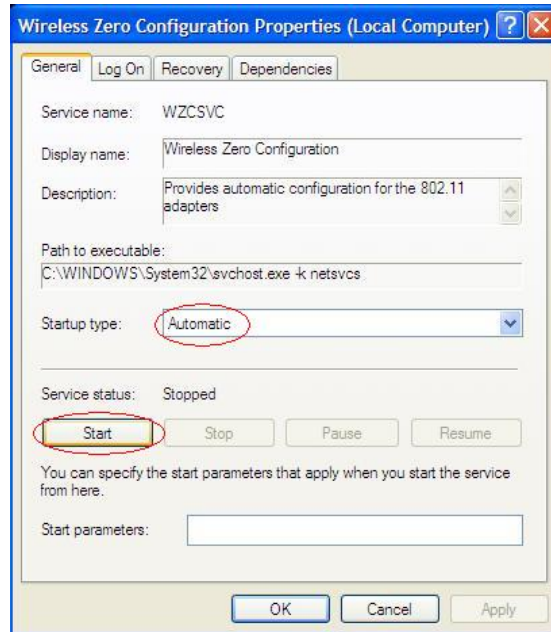 Wireless Zero Configuration Properties (Local Computer)
General Log On Recovery Dependencies
Service name: WZCSVC
Display name: Wireless Zero Configuration
Description: Provides automatic configuration for the 802.11
adapters
Path to executable:
C:\WINDOWS\System32\svchost.exe -k netsvcs
Startup type: Automatic
Service status: Stopped
Start Stop Pause Resume
You can specify the start parameters that apply when you start the service
from here.
Start parameters:
OK Cancel Apply